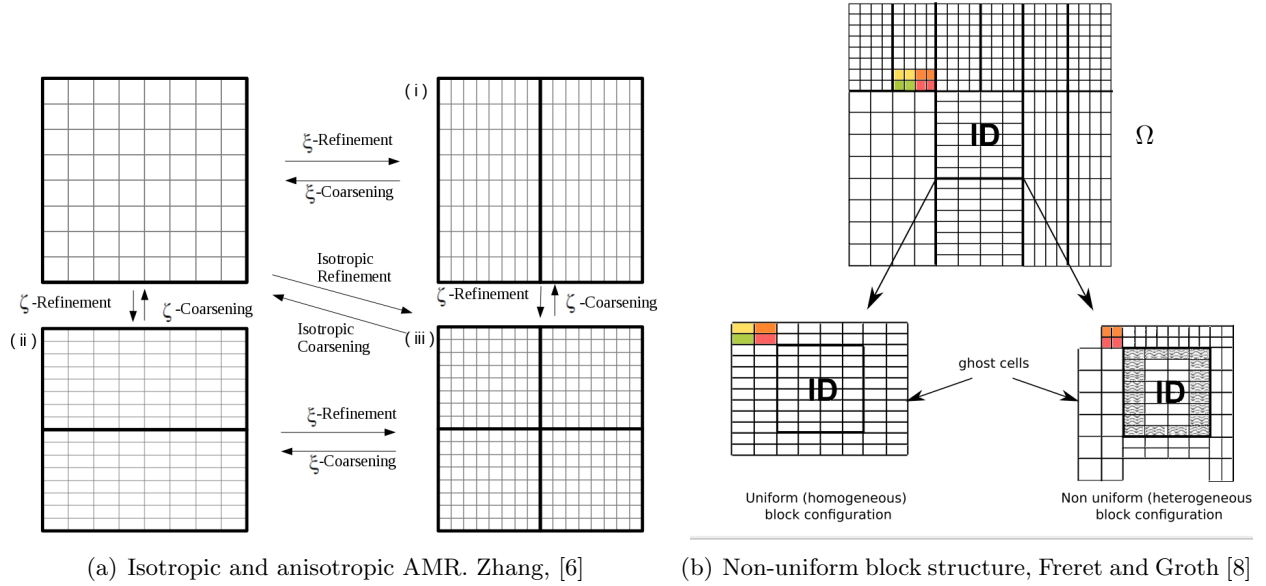 (i)
ξ-Refinement
ξ-Coarsening
Isotropic
Refinement
ζ-Refinement
ζ-Coarsening
ζ-Refinement
ζ-Coarsening
(ii)
Isotropic
Coarsening
(iii)
ξ-Refinement
ξ-Coarsening
(a) Isotropic and anisotropic AMR. Zhang, [6]
ID
Ω
ghost cells
ID
ID
Uniform (homogeneous)
block configuration
Non uniform (heterogeneous
block configuration
(b) Non-uniform block structure, Freret and Groth [8]